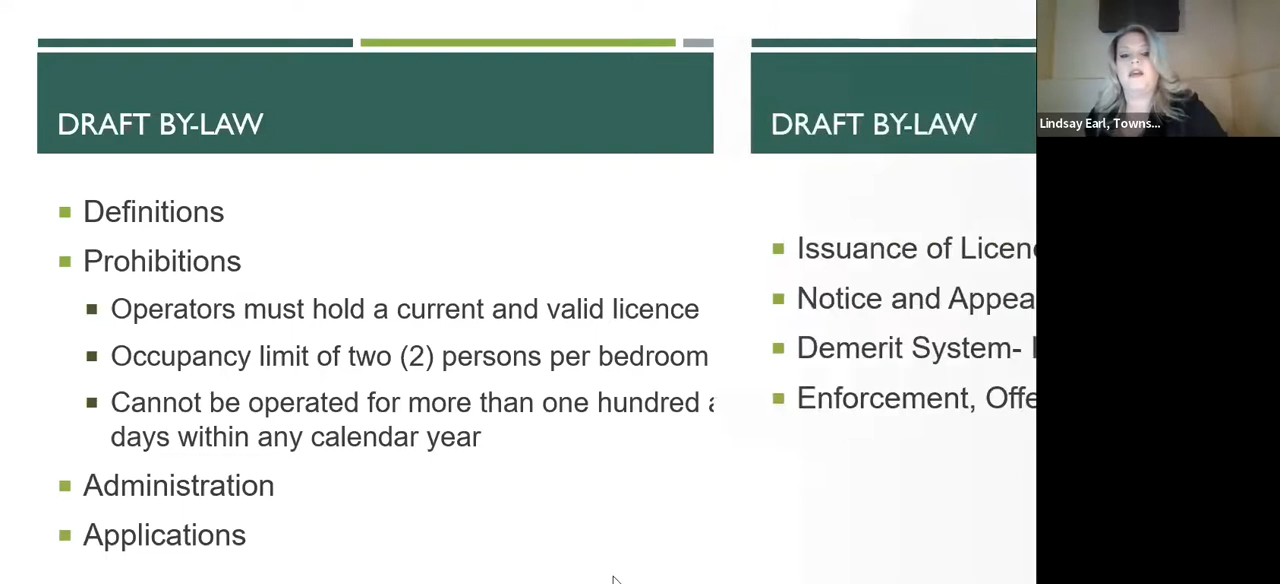 DRAFT BY-LAW
Definitions
Prohibitions
Operators must hold a current and valid licence
Occupancy limit of two (2) persons per bedroom
Cannot be operated for more than one hundred
days within any calendar year
Administration
Applications
DRAFT BY-LAW
Issuance of
Notice and
Demerit System-
Enforcement,
Lindsay Earl, Towns...